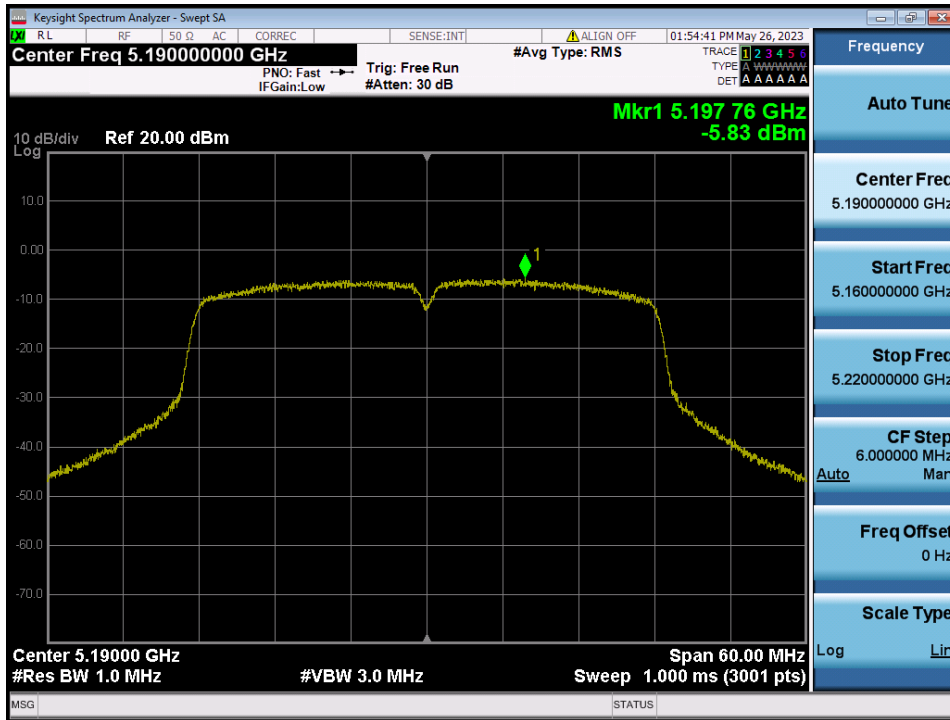 Keysight Spectrum Analyzer - Swept SA
LXI RL RF 50 Ω AC CORREC SENSE:INT ALIGN OFF 01:54:41 PM May 26, 2023
Center Freq 5.190000000 GHz
PNO: Fast
IFGain:Low
Trig: Free Run
#Atten: 30 dB
#Avg Type: RMS
TRACE 1 2 3 4 5 6
TYPE A WWWWW
DET A A A A A A
Mkr1 5.197 76 GHz
-5.83 dBm
10 dB/div Ref 20.00 dBm
Log
10.0
0.00
-10.0
-20.0
-30.0
-40.0
-50.0
-60.0
-70.0
1
Center 5.19000 GHz Span 60.00 MHz
#Res BW 1.0 MHz #VBW 3.0 MHz Sweep 1.000 ms (3001 pts)
MSG STATUS
Frequency
Auto Tune
Center Freq
5.190000000 GHz
Start Freq
5.160000000 GHz
Stop Freq
5.220000000 GHz
CF Step
6.000000 MHz
Auto Man
Freq Offset
0 Hz
Scale Type
Log Lin